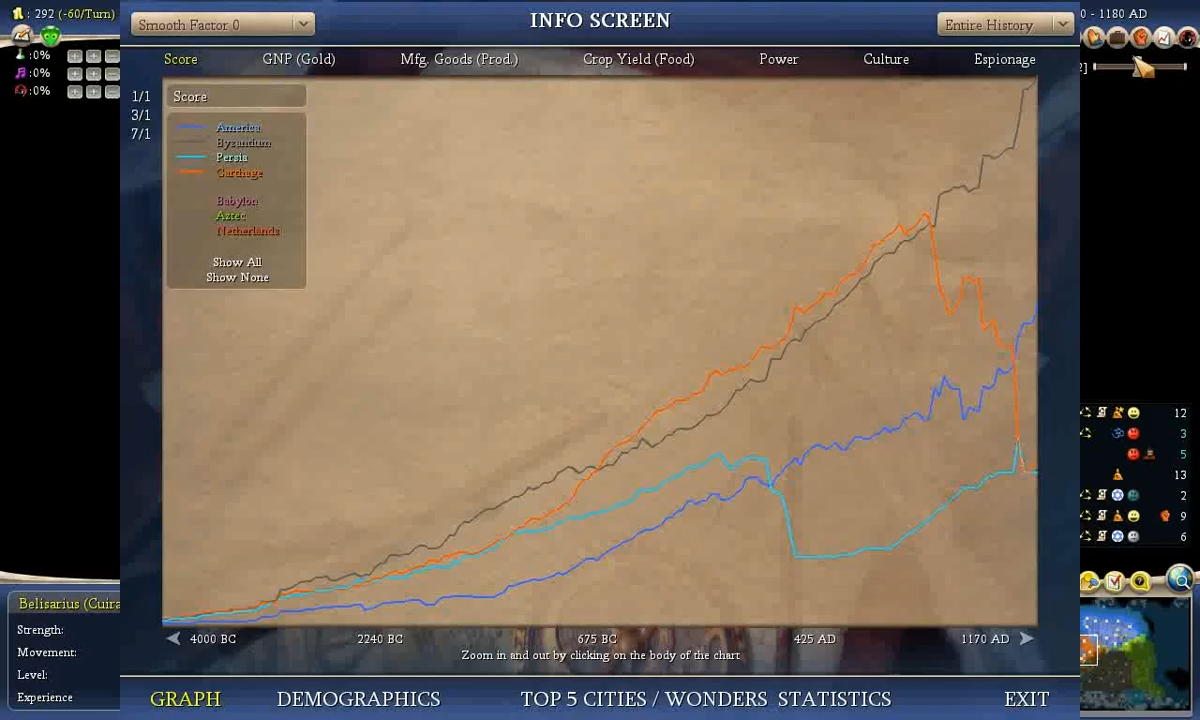 : 292 (-60/Turn)
Smooth Factor 0
INFO SCREEN
Entire History
0 - 1180 AD
Score GNP (Gold) Mfg. Goods (Prod.) Crop Yield (Food) Power Culture Espionage
:0%
:0%
:0%
1/1
3/1
7/1
Score
America
Byzantium
Persia
Carthage
Babylon
Aztec
Netherlands
Show All
Show None
2]
12
3
5
13
2
9
6
4000 BC 2240 BC 675 BC 425 AD 1170 AD
Zoom in and out by clicking on the body of the chart
Belisarius (Cuira
Strength:
Movement:
Level:
Experience
GRAPH DEMOGRAPHICS TOP 5 CITIES / WONDERS STATISTICS EXIT